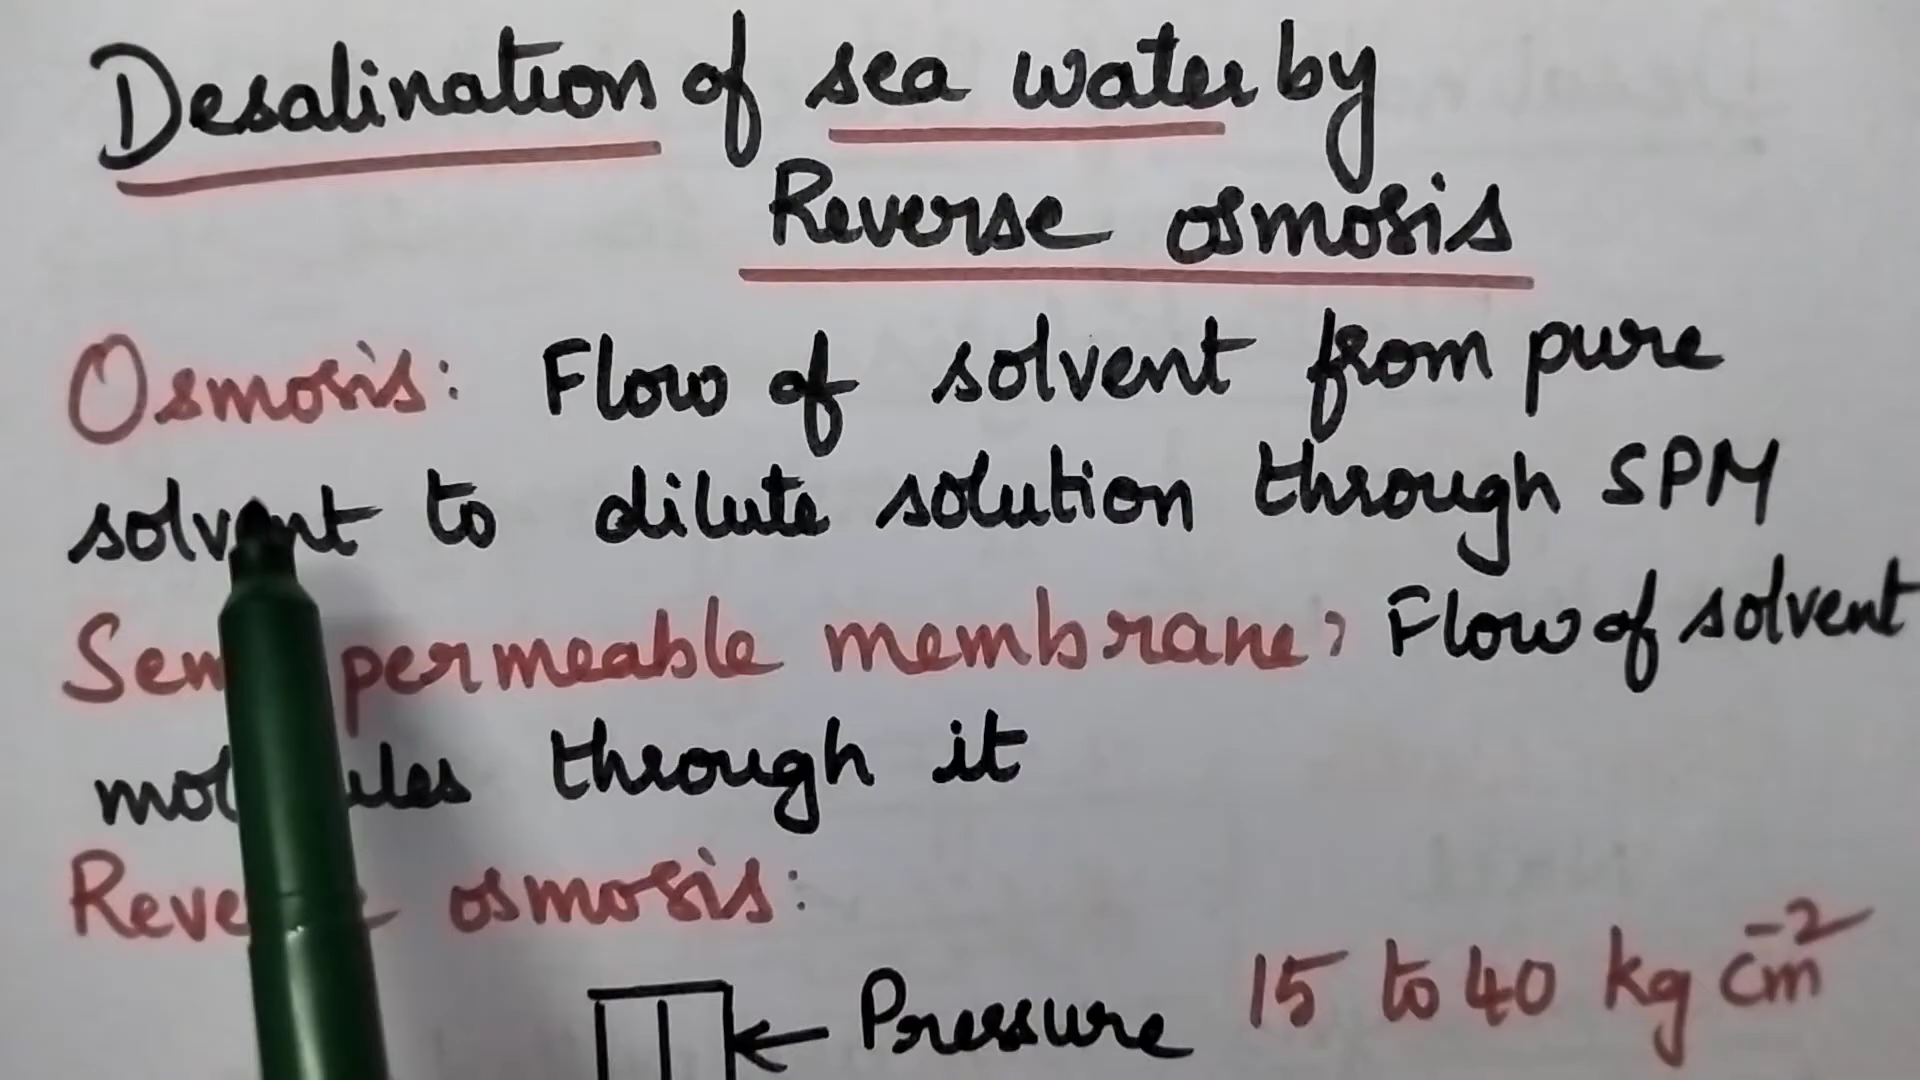 Desalination of sea water by
Reverse osmosis
Osmosis: Flow of solvent from pure
solvent to dilute solution through SPM
permeable membrane: Flow of solvent
through it
osmosis:
Pressure 15 to 40 kg cm⁻²